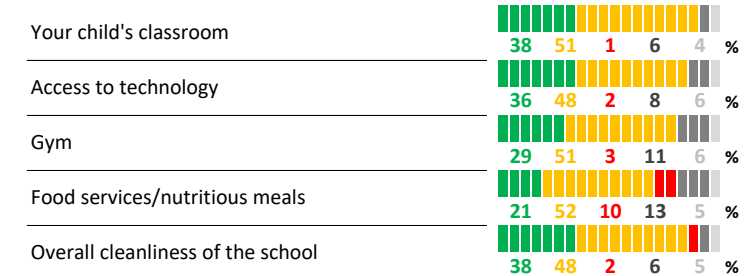 Your child's classroom
38 51 1 6 4 %
Access to technology
36 48 2 8 6 %
Gym
29 51 3 11 6 %
Food services/nutritious meals
21 52 10 13 5 %
Overall cleanliness of the school
38 48 2 6 5 %